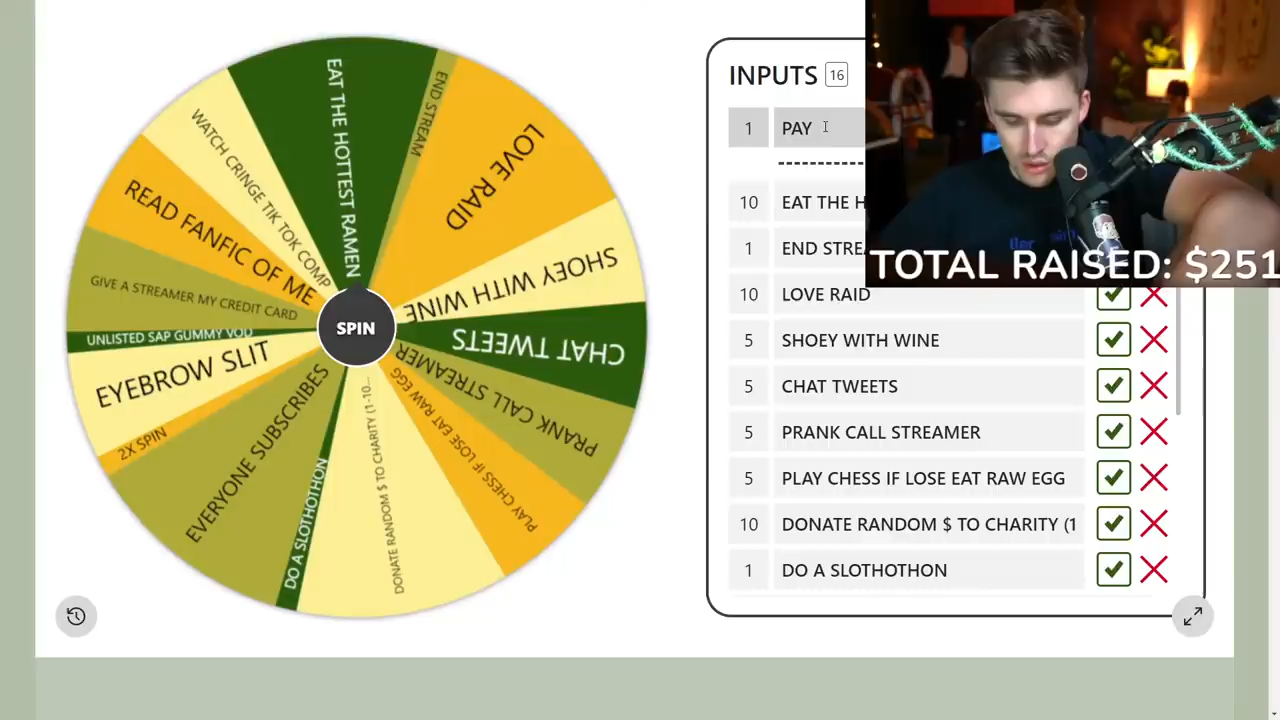 EAT THE HOTTEST RAMEN
END STREAM
LOVE RAID
SHOEY WITH WINE
CHAT TWEETS
PRANK CALL STREAMER
PLAY CHESS IF LOSE EAT RAW EGG
DONATE RANDOM $ TO CHARITY (1-10...
DO A SLOTHOTHON
EVERYONE SUBSCRIBES
2X SPIN
EYEBROW SLIT
UNLISTED SAP GUMMY VOD
GIVE A STREAMER MY CREDIT CARD
READ FANFIC OF ME
WATCH CRINGE TIK TOK COMP
SPIN
INPUTS 16
1 PAY
10 EAT THE H
1 END STREA
10 LOVE RAID
5 SHOEY WITH WINE
5 CHAT TWEETS
5 PRANK CALL STREAMER
5 PLAY CHESS IF LOSE EAT RAW EGG
10 DONATE RANDOM $ TO CHARITY (1
1 DO A SLOTHOTHON
TOTAL RAISED: $251